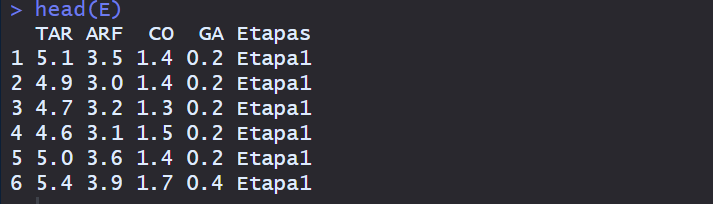 > head(E)
TAR ARF CO GA Etapas
1 5.1 3.5 1.4 0.2 Etapa1
2 4.9 3.0 1.4 0.2 Etapa1
3 4.7 3.2 1.3 0.2 Etapa1
4 4.6 3.1 1.5 0.2 Etapa1
5 5.0 3.6 1.4 0.2 Etapa1
6 5.4 3.9 1.7 0.4 Etapa1